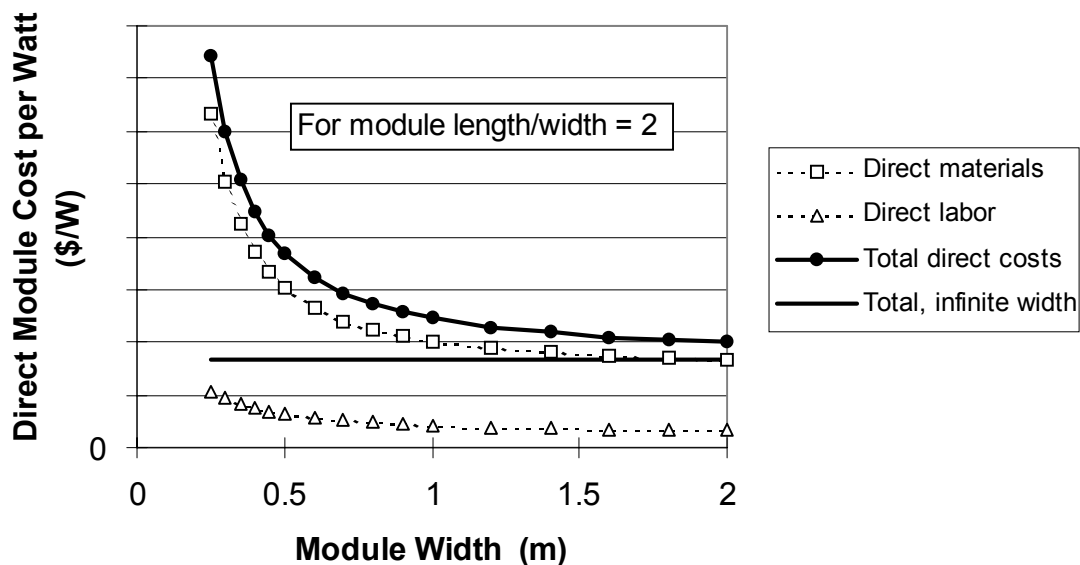 Direct Module Cost per Watt
($/W)
For module length/width = 2
0
0
0.5
1
1.5
2
Module Width (m)
Direct materials
Direct labor
Total direct costs
Total, infinite width